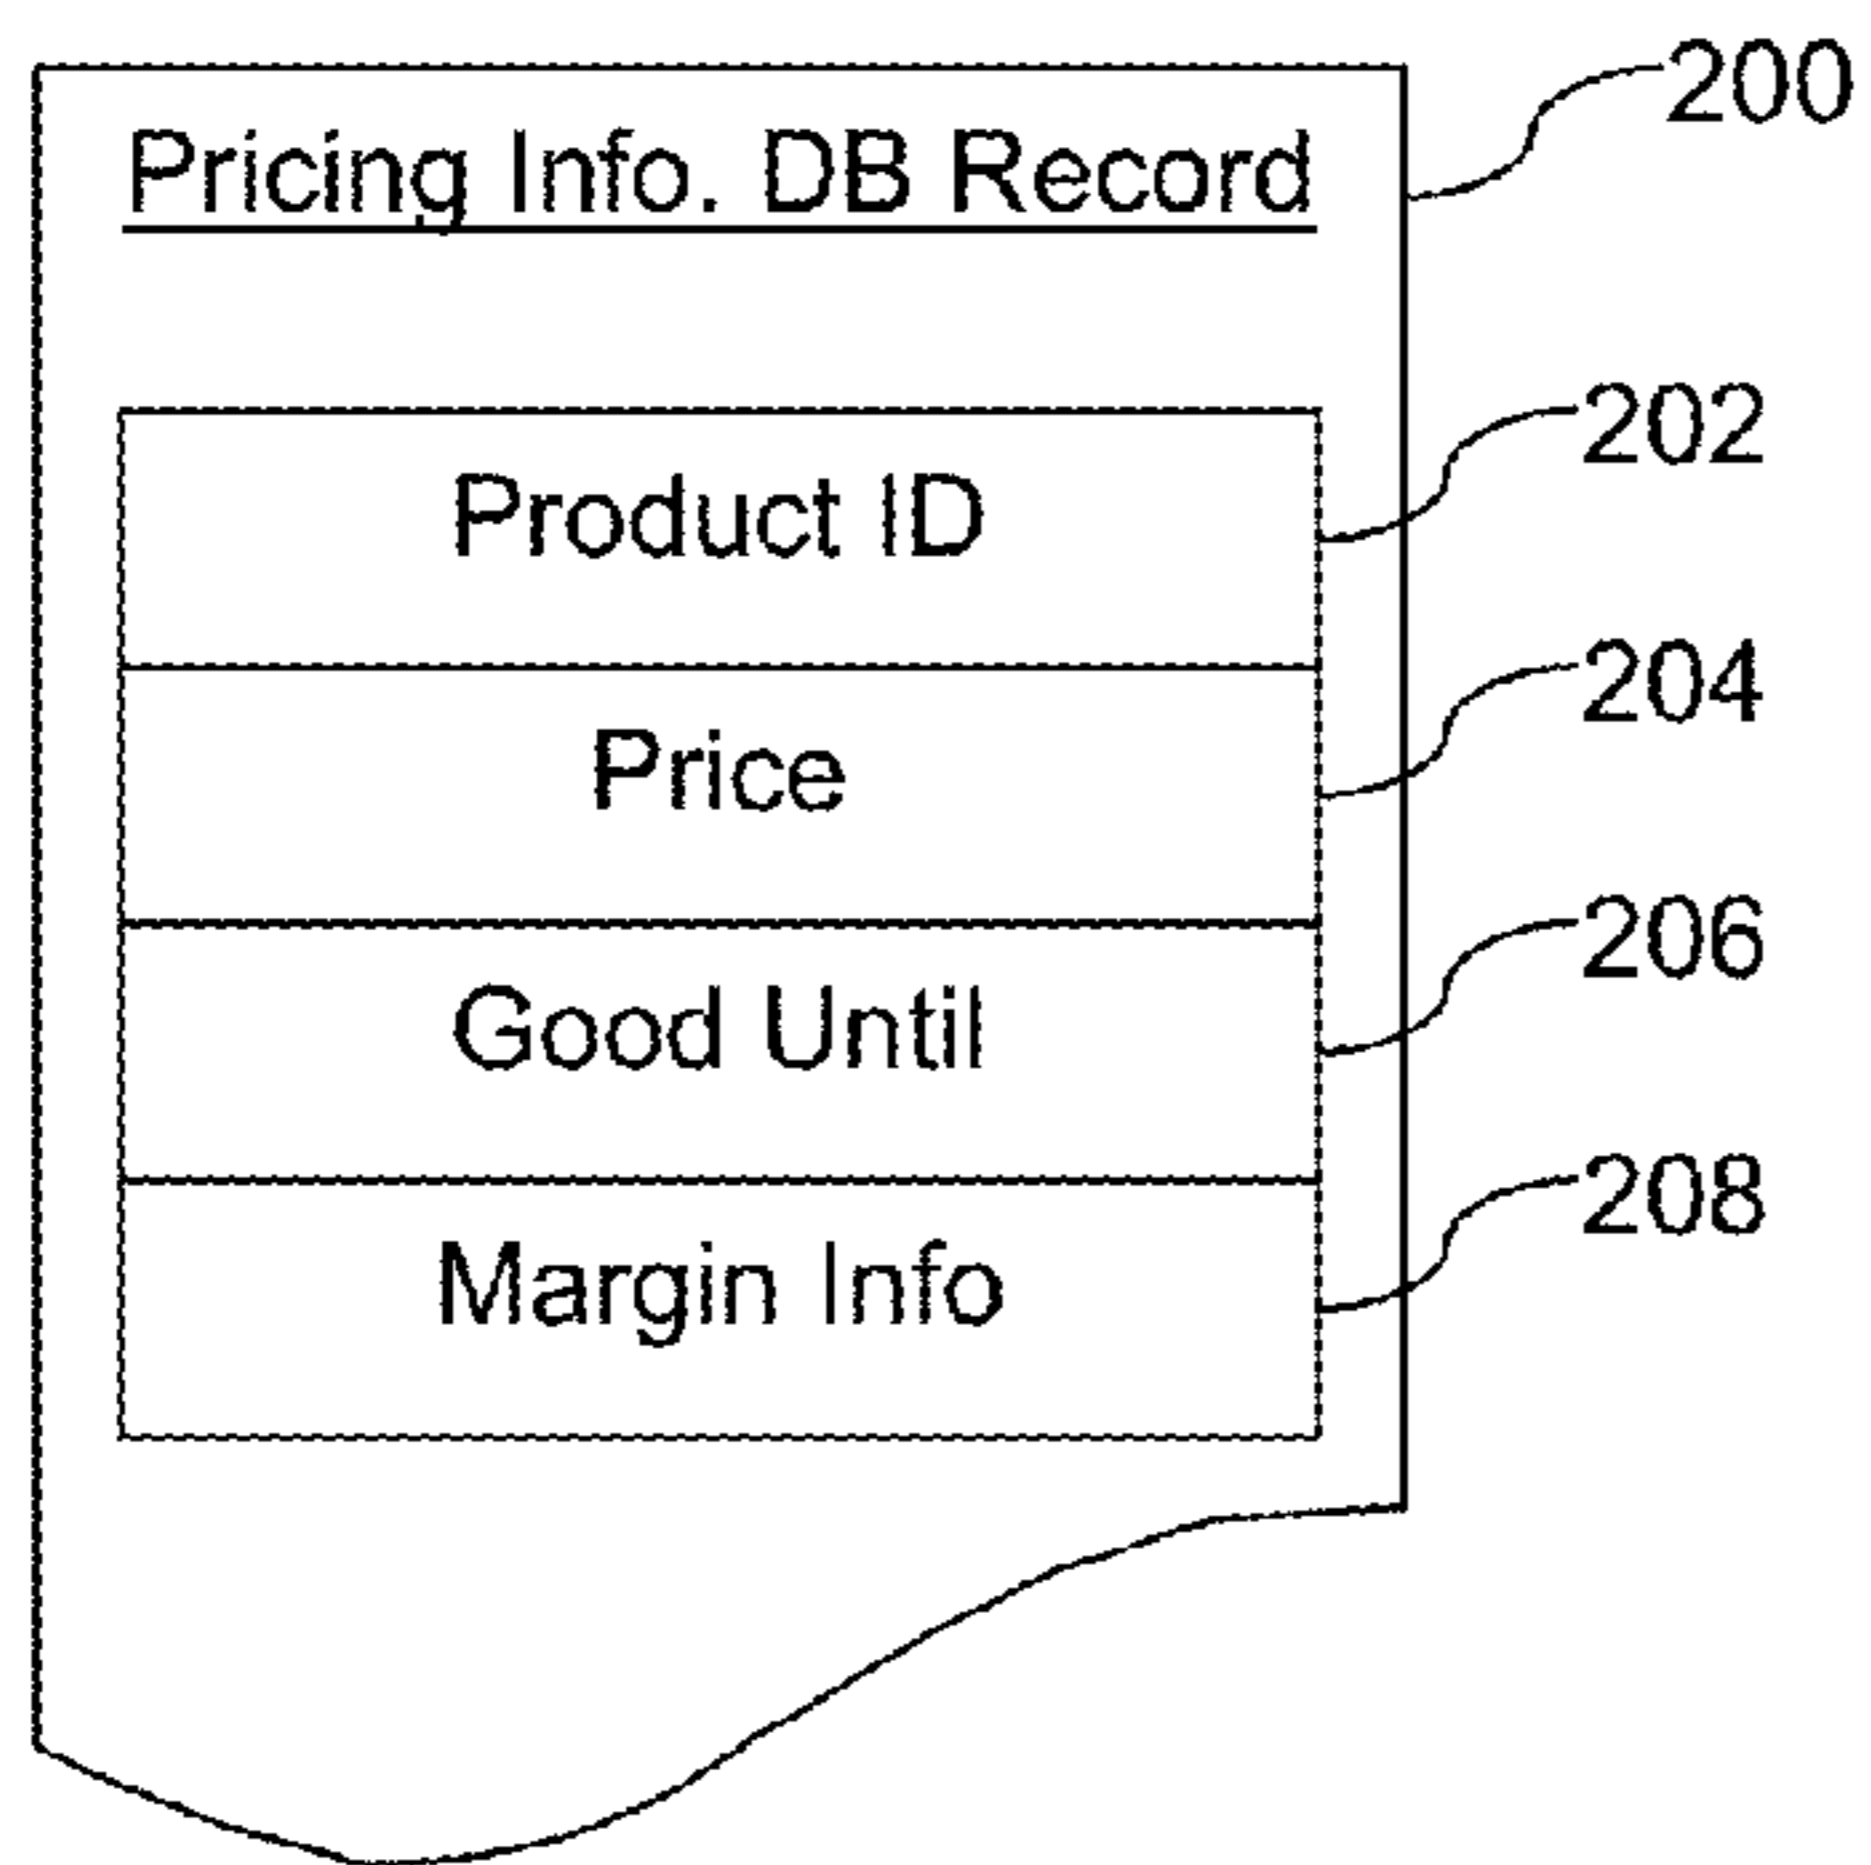 200
Pricing Info. DB Record
202
Product ID
204
Price
206
Good Until
208
Margin Info